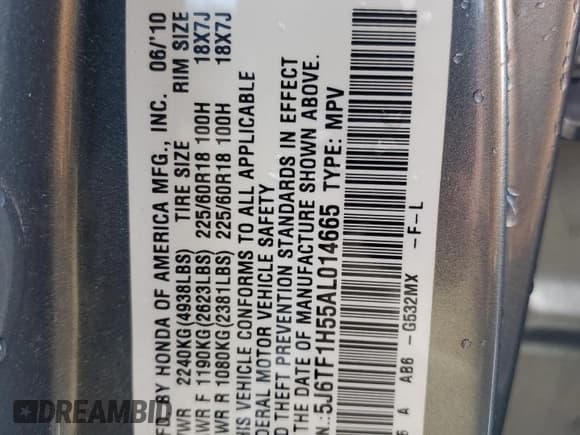 FD. BY HONDA OF AMERICA MFG., INC. 06/'10
VWR 2240KG(4938LBS) TIRE SIZE RIM SIZE
WR F 1190KG(2623LBS) 225/60R18 100H 18X7J
WR R 1080KG(2381LBS) 225/60R18 100H 18X7J
HIS VEHICLE CONFORMS TO ALL APPLICABLE
DERAL MOTOR VEHICLE SAFETY
D THEFT PREVENTION STANDARDS IN EFFECT
THE DATE OF MANUFACTURE SHOWN ABOVE.
N.:5J6TF1H55AL014665 TYPE: MPV
A AB6 -G532MX -F-L
DREAMBID